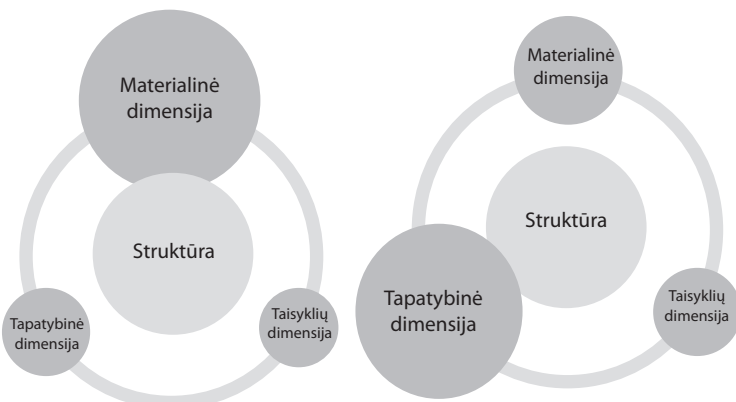 Materialinė
dimensija
Struktūra
Tapatybinė
dimensija
Taisyklių
dimensija
Materialinė
dimensija
Struktūra
Tapatybinė
dimensija
Taisyklių
dimensija